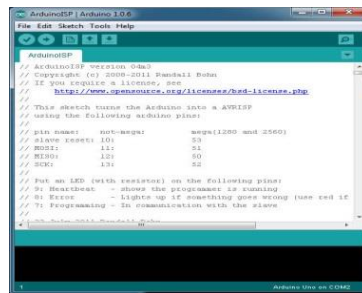 ArduinoISP | Arduino 1.0.6
File Edit Sketch Tools Help
ArduinoISP
// ArduinoISP version 04m3
// Copyright (c) 2008-2011 Randall Bohn
// If you require a license, see
//     http://www.opensource.org/licenses/bsd-license.php
//
// This sketch turns the Arduino into a AVRISP
// using the following arduino pins:
//
// pin name:    not-mega:         mega(1280 and 2560)
// slave reset: 10:               53
// MOSI:        11:               51
// MISO:        12:               50
// SCK:         13:               52
//
// Put an LED (with resistor) on the following pins:
// 9: Heartbeat   - shows the programmer is running
// 8: Error       - Lights up if something goes wrong (use red if
// 7: Programming - In communication with the slave
//
1
Arduino Uno on COM2